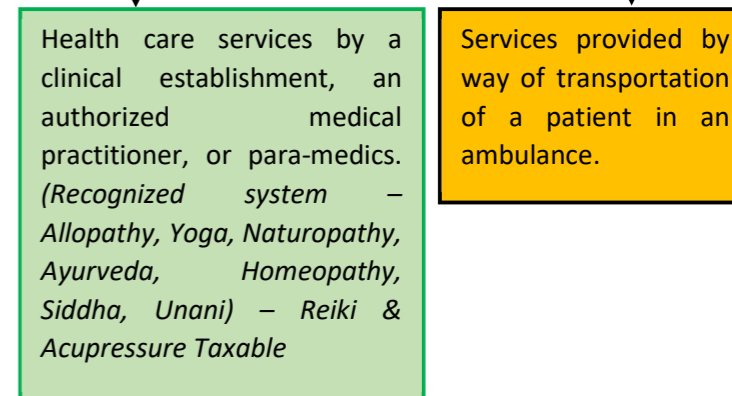 Health care services by a
clinical establishment, an
authorized medical
practitioner, or para-medics.
(Recognized system –
Allopathy, Yoga, Naturopathy,
Ayurveda, Homeopathy,
Siddha, Unani) – Reiki &
Acupressure Taxable
Services provided by
way of transportation
of a patient in an
ambulance.